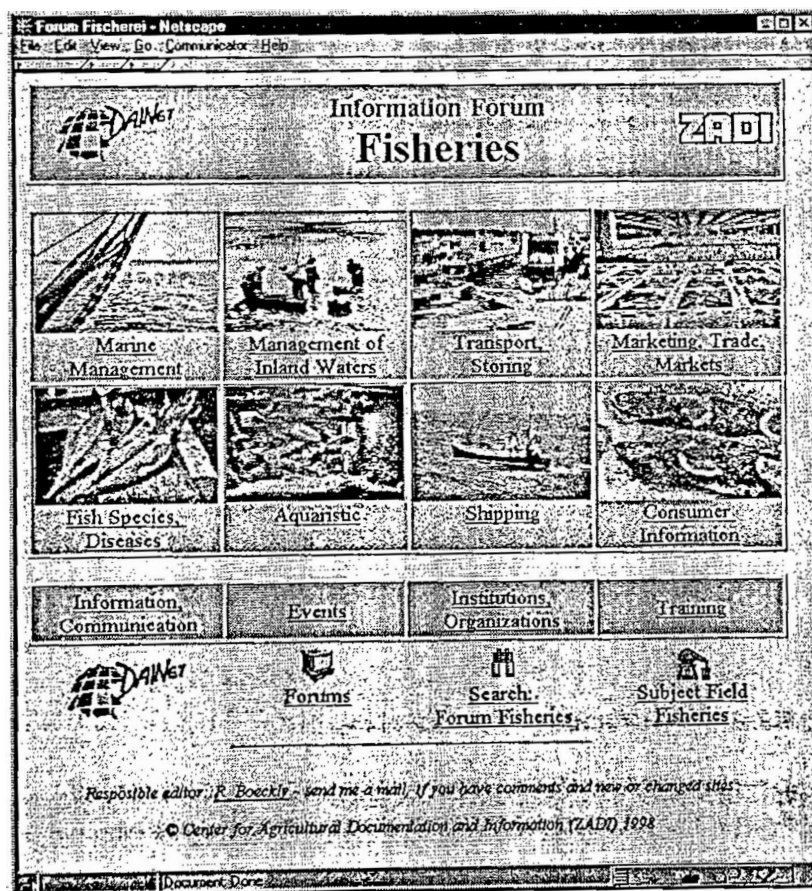 Forum Fischerei - Netscape
File Edit View Go Communicator Help
DAINet
Information Forum
ZADI
Fisheries
Marine
Management
Management of
Inland Waters
Transport,
Storing
Marketing, Trade,
Markets
Fish Species,
Diseases
Aquaristic
Shipping
Consumer
Information
Information,
Communication
Events
Institutions,
Organizations
Training
DAINet
Forums
Search:
Forum Fisheries
Subject Field
Fisheries
Resposible editor: R. Boeckly - send me a mail, if you have comments and new or changed sites
© Center for Agricultural Documentation and Information (ZADI) 1998
Document Done